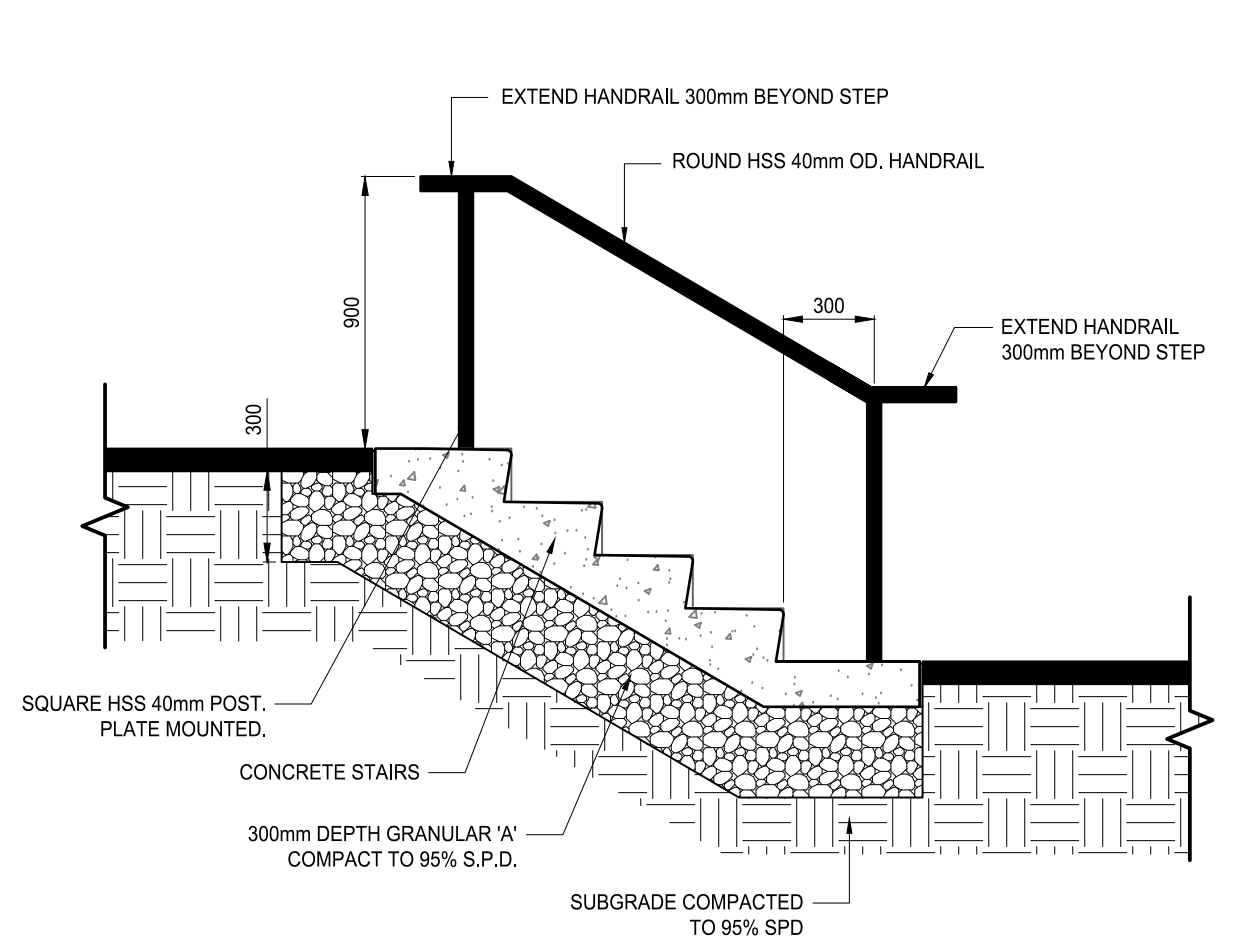 EXTEND HANDRAIL 300mm BEYOND STEP
ROUND HSS 40mm OD. HANDRAIL
900
300
EXTEND HANDRAIL
300mm BEYOND STEP
300
SQUARE HSS 40mm POST.
PLATE MOUNTED.
CONCRETE STAIRS
300mm DEPTH GRANULAR 'A'
COMPACT TO 95% S.P.D.
SUBGRADE COMPACTED
TO 95% SPD